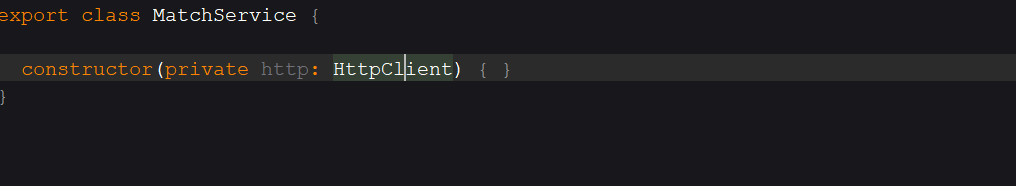 export class MatchService {
constructor(private http: HttpClient) { }
}